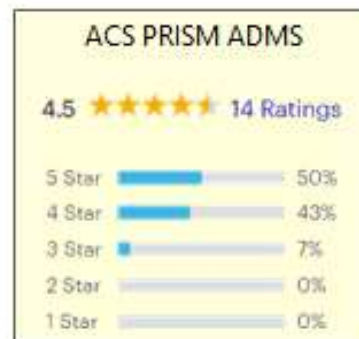 ACS PRISM ADMS
4.5 14 Ratings
5 Star 50%
4 Star 43%
3 Star 7%
2 Star 0%
1 Star 0%